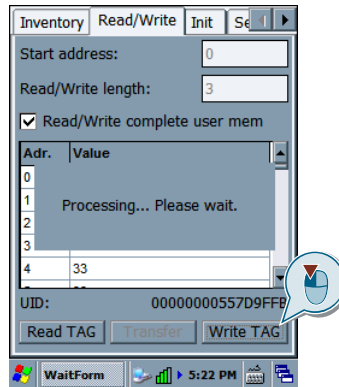 Inventory Read/Write Init Se
Start address: 0
Read/Write length: 3
Read/Write complete user mem
Adr. Value
0
1
Processing... Please wait.
2
3
4 33
UID: 00000000557D9FFB
Read TAG Transfer Write TAG
WaitForm 5:22 PM